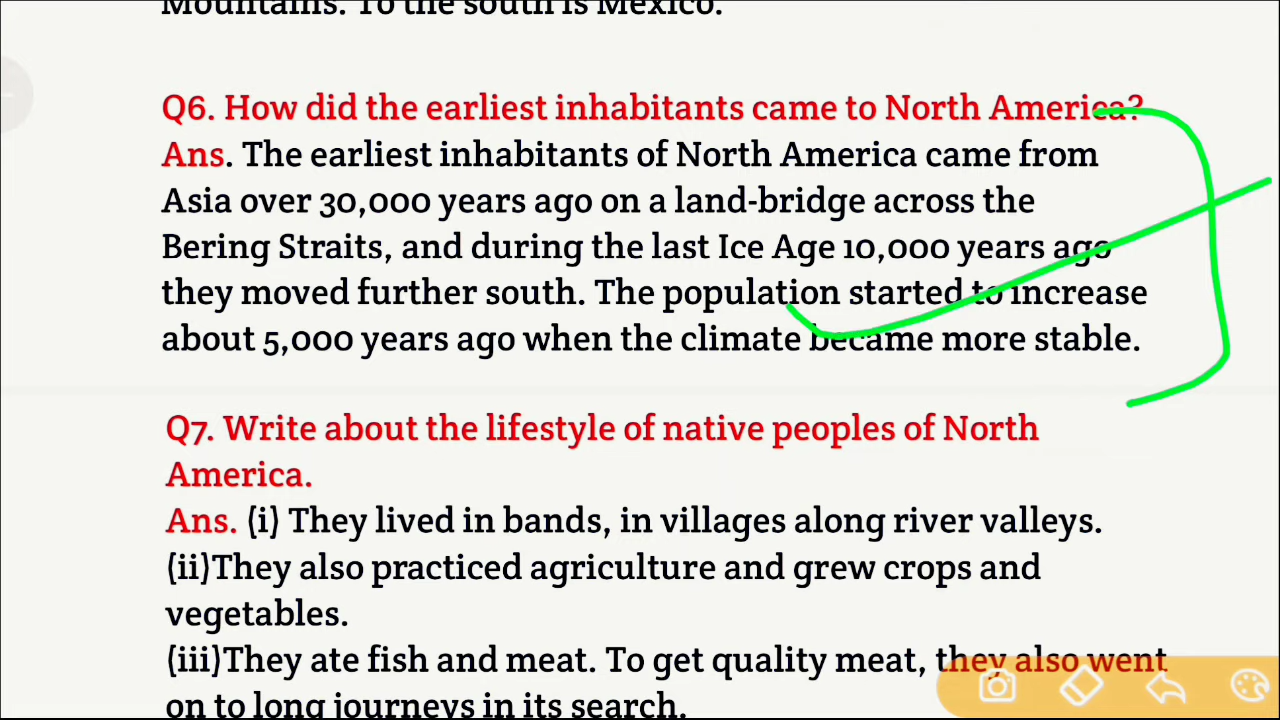 Mountains. To the south is Mexico.
Q6. How did the earliest inhabitants came to North America?
Ans. The earliest inhabitants of North America came from
Asia over 30,000 years ago on a land-bridge across the
Bering Straits, and during the last Ice Age 10,000 years ago
they moved further south. The population started to increase
about 5,000 years ago when the climate became more stable.
Q7. Write about the lifestyle of native peoples of North
America.
Ans. (i) They lived in bands, in villages along river valleys.
(ii)They also practiced agriculture and grew crops and
vegetables.
(iii)They ate fish and meat. To get quality meat, they also went
on to long journeys in its search.